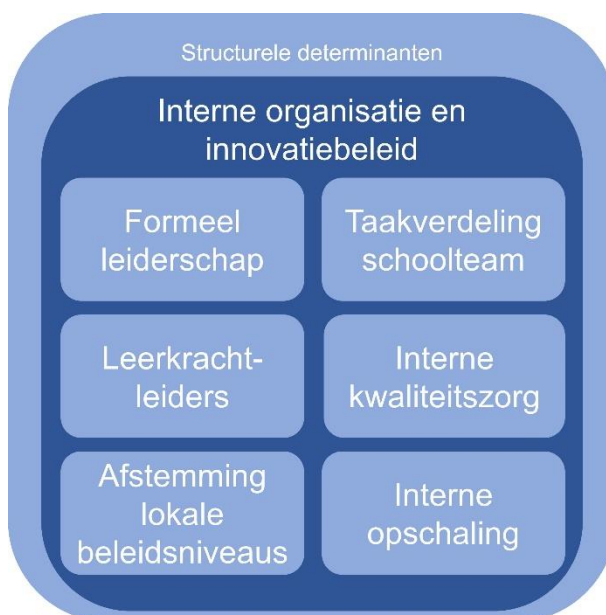 Structurele determinanten
Interne organisatie en
innovatiebeleid
Formeel
leiderschap
Taakverdeling
schoolteam
Leerkracht-
leiders
Interne
kwaliteitszorg
Afstemming
lokale
beleidsniveaus
Interne
opschaling